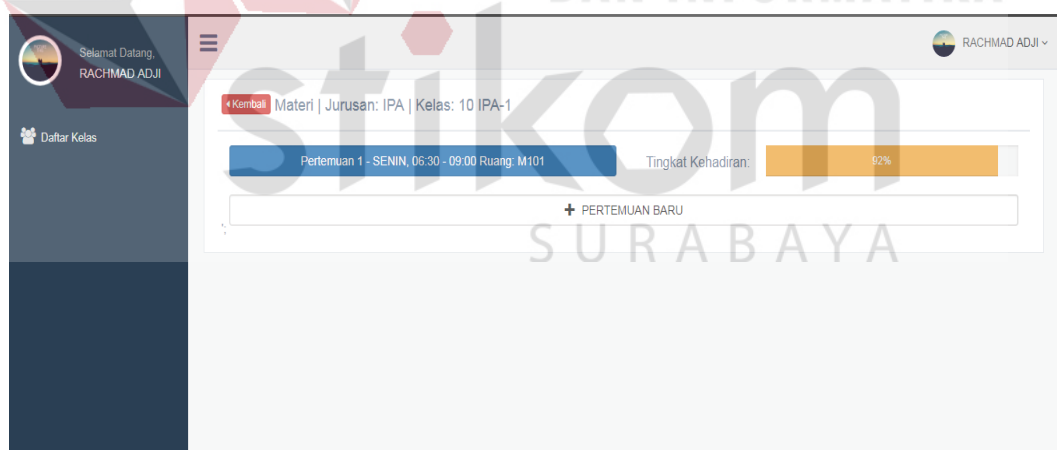 Selamat Datang,
RACHMAD ADJI
RACHMAD ADJI
Kembali Materi | Jurusan: IPA | Kelas: 10 IPA-1
Daftar Kelas
Pertemuan 1 - SENIN, 06:30 - 09:00 Ruang: M101 Tingkat Kehadiran: 92%
+ PERTEMUAN BARU
stikom
SURABAYA